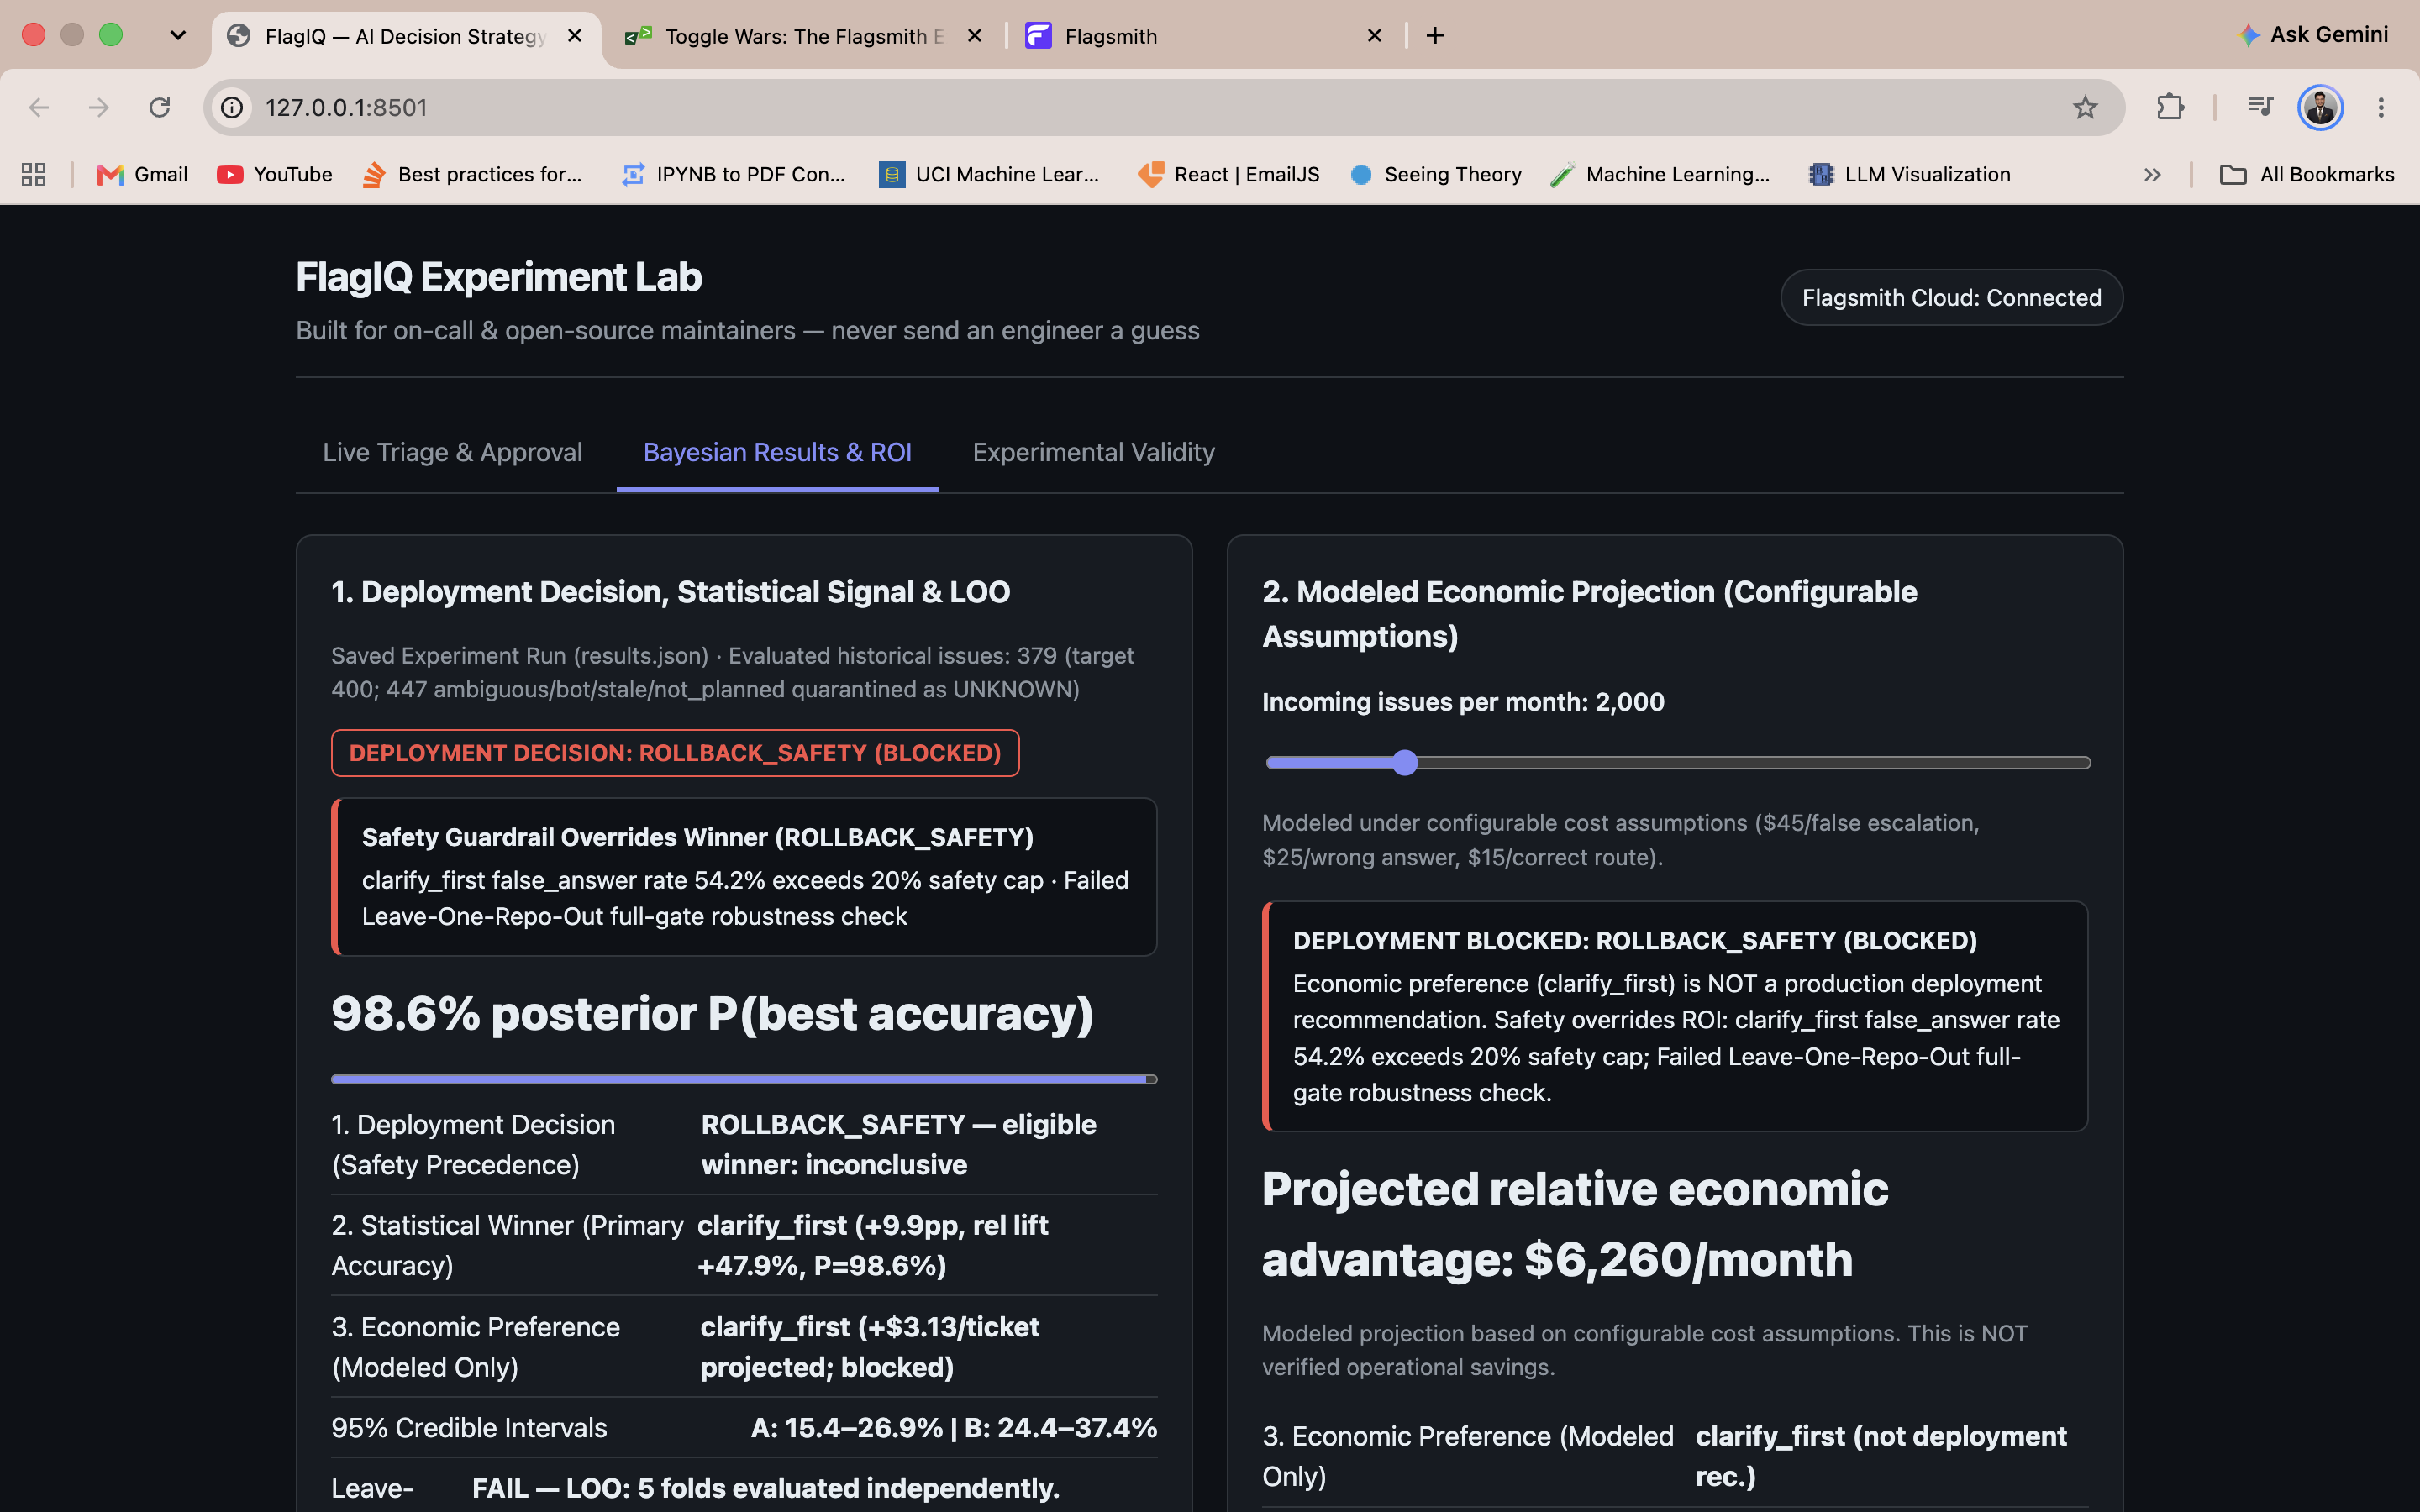 FlagIQ — AI Decision Strategy
Toggle Wars: The Flagsmith E
Flagsmith
Ask Gemini
127.0.0.1:8501
Gmail
YouTube
Best practices for...
IPYNB to PDF Con...
UCI Machine Lear...
React | EmailJS
Seeing Theory
Machine Learning...
LLM Visualization
All Bookmarks
FlagIQ Experiment Lab
Built for on-call & open-source maintainers — never send an engineer a guess
Flagsmith Cloud: Connected
Live Triage & Approval
Bayesian Results & ROI
Experimental Validity
1. Deployment Decision, Statistical Signal & LOO
Saved Experiment Run (results.json) · Evaluated historical issues: 379 (target
400; 447 ambiguous/bot/stale/not_planned quarantined as UNKNOWN)
DEPLOYMENT DECISION: ROLLBACK_SAFETY (BLOCKED)
Safety Guardrail Overrides Winner (ROLLBACK_SAFETY)
clarify_first false_answer rate 54.2% exceeds 20% safety cap · Failed
Leave-One-Repo-Out full-gate robustness check
98.6% posterior P(best accuracy)
1. Deployment Decision
(Safety Precedence)
ROLLBACK_SAFETY — eligible
winner: inconclusive
2. Statistical Winner (Primary
Accuracy)
clarify_first (+9.9pp, rel lift
+47.9%, P=98.6%)
3. Economic Preference
(Modeled Only)
clarify_first (+$3.13/ticket
projected; blocked)
95% Credible Intervals
A: 15.4–26.9% | B: 24.4–37.4%
Leave-
FAIL — LOO: 5 folds evaluated independently.
2. Modeled Economic Projection (Configurable
Assumptions)
Incoming issues per month: 2,000
Modeled under configurable cost assumptions ($45/false escalation,
$25/wrong answer, $15/correct route).
DEPLOYMENT BLOCKED: ROLLBACK_SAFETY (BLOCKED)
Economic preference (clarify_first) is NOT a production deployment
recommendation. Safety overrides ROI: clarify_first false_answer rate
54.2% exceeds 20% safety cap; Failed Leave-One-Repo-Out full-
gate robustness check.
Projected relative economic
advantage: $6,260/month
Modeled projection based on configurable cost assumptions. This is NOT
verified operational savings.
3. Economic Preference (Modeled
Only)
clarify_first (not deployment
rec.)